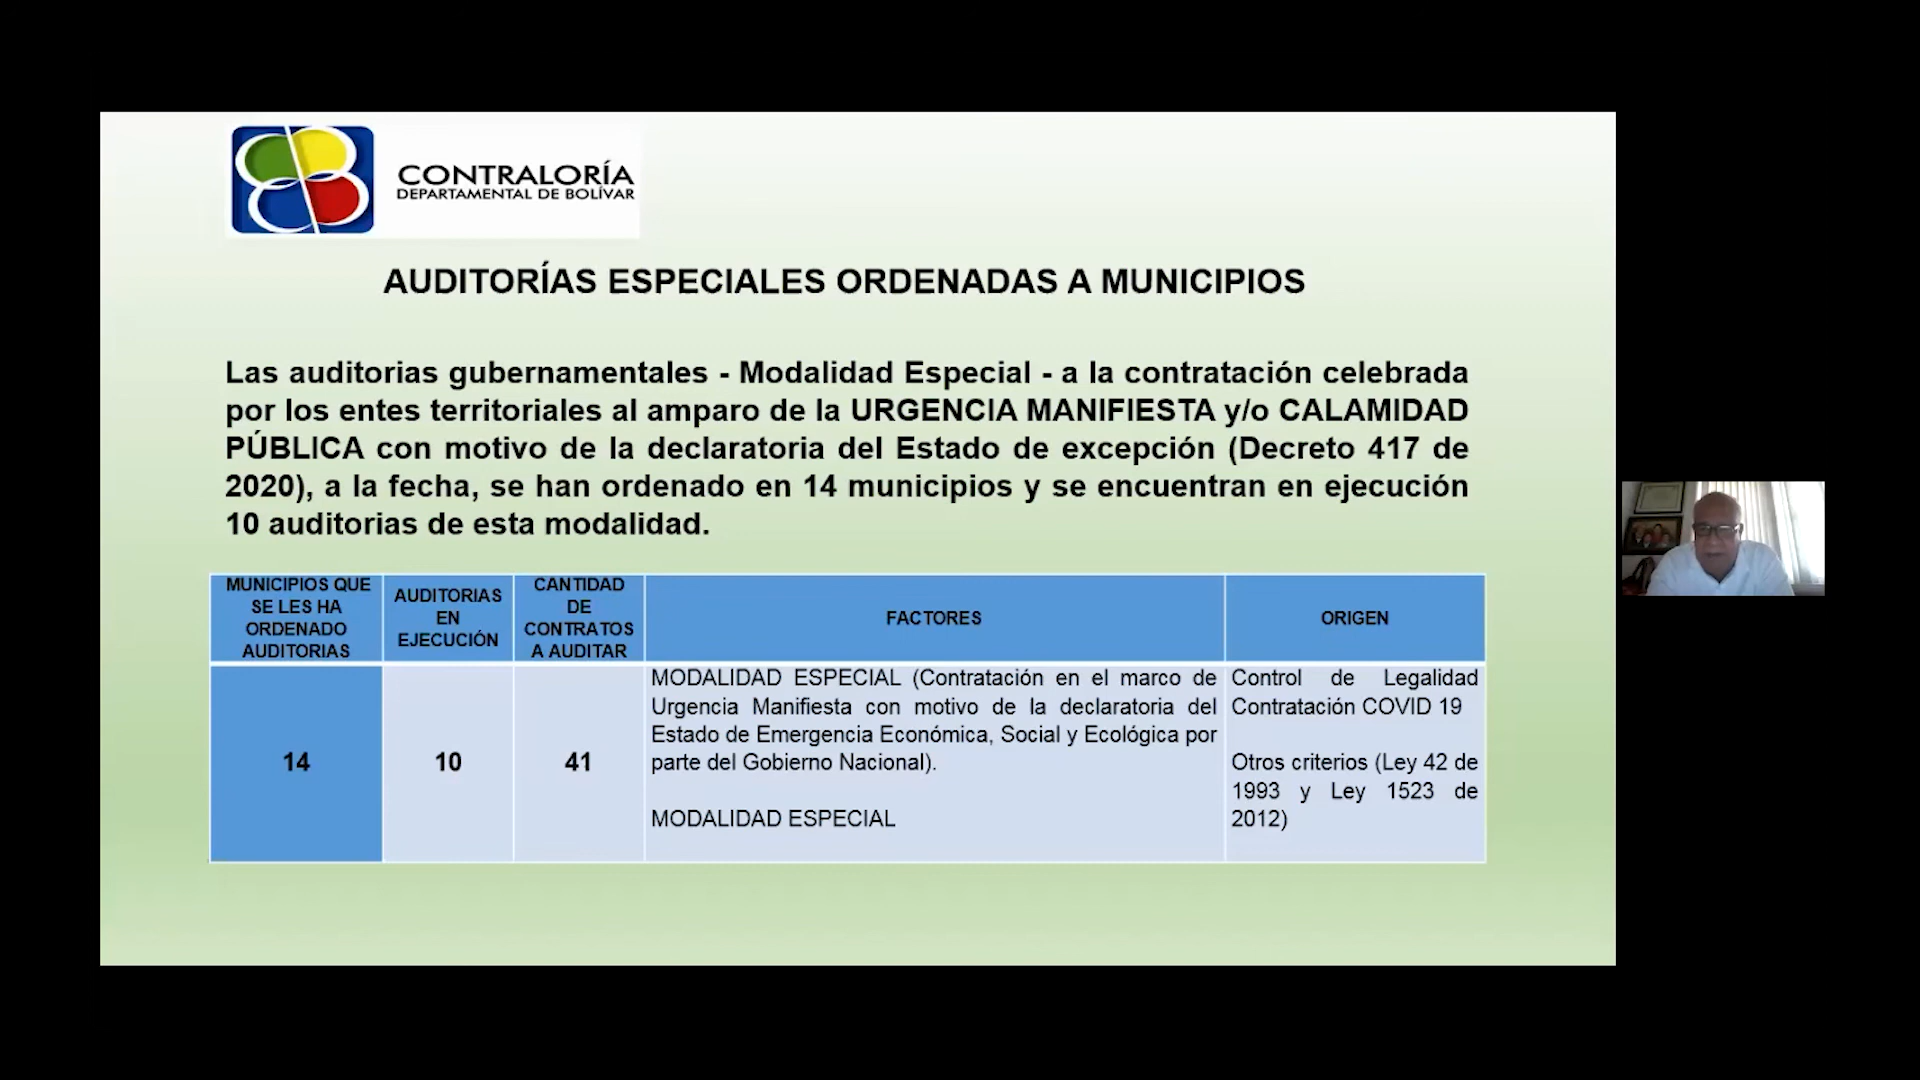 CONTRALORÍA
DEPARTAMENTAL DE BOLÍVAR
AUDITORÍAS ESPECIALES ORDENADAS A MUNICIPIOS
Las auditorias gubernamentales - Modalidad Especial - a la contratación celebrada
por los entes territoriales al amparo de la URGENCIA MANIFIESTA y/o CALAMIDAD
PÚBLICA con motivo de la declaratoria del Estado de excepción (Decreto 417 de
2020), a la fecha, se han ordenado en 14 municipios y se encuentran en ejecución
10 auditorias de esta modalidad.
MUNICIPIOS QUE
SE LES HA
ORDENADO
AUDITORIAS
AUDITORIAS
EN
EJECUCIÓN
CANTIDAD
DE
CONTRATOS
A AUDITAR
FACTORES
ORIGEN
14
10
41
MODALIDAD ESPECIAL (Contratación en el marco de
Urgencia Manifiesta con motivo de la declaratoria del
Estado de Emergencia Económica, Social y Ecológica por
parte del Gobierno Nacional).
MODALIDAD ESPECIAL
Control de Legalidad
Contratación COVID 19
Otros criterios (Ley 42 de
1993 y Ley 1523 de
2012)